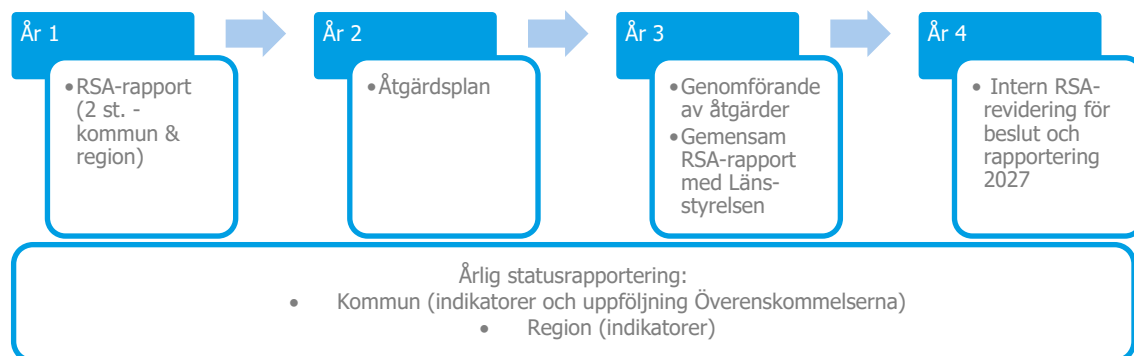 År 1
•RSA-rapport
(2 st. -
kommun &
region)
År 2
•Åtgärdsplan
År 3
•Genomförande
av åtgärder
•Gemensam
RSA-rapport
med Läns-
styrelsen
År 4
• Intern RSA-
revidering för
beslut och
rapportering
2027
Årlig statusrapportering:
• Kommun (indikatorer och uppföljning Överenskommelserna)
• Region (indikatorer)